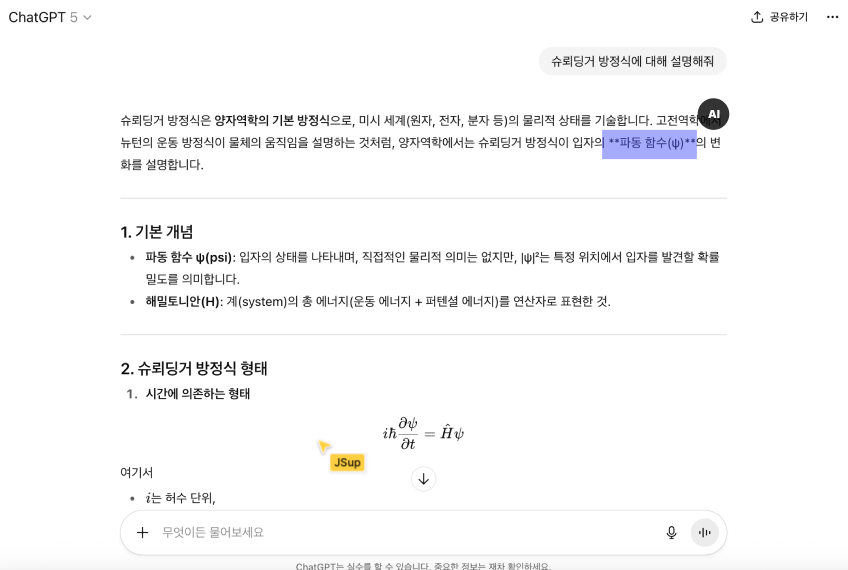 ChatGPT 5
공유하기
슈뢰딩거 방정식에 대해 설명해줘
AI
슈뢰딩거 방정식은 양자역학의 기본 방정식으로, 미시 세계(원자, 전자, 분자 등)의 물리적 상태를 기술합니다. 고전역학에서
뉴턴의 운동 방정식이 물체의 움직임을 설명하는 것처럼, 양자역학에서는 슈뢰딩거 방정식이 입자의 **파동 함수(ψ)**의 변
화를 설명합니다.
1. 기본 개념
• 파동 함수 ψ(psi): 입자의 상태를 나타내며, 직접적인 물리적 의미는 없지만, |ψ|²는 특정 위치에서 입자를 발견할 확률
밀도를 의미합니다.
• 해밀토니안(H): 계(system)의 총 에너지(운동 에너지 + 퍼텐셜 에너지)를 연산자로 표현한 것.
2. 슈뢰딩거 방정식 형태
1. 시간에 의존하는 형태
iħ ∂ψ/∂t = Ĥψ
JSup
여기서
• i는 허수 단위,
무엇이든 물어보세요
ChatGPT는 실수를 할 수 있습니다. 중요한 정보는 재차 확인하세요.